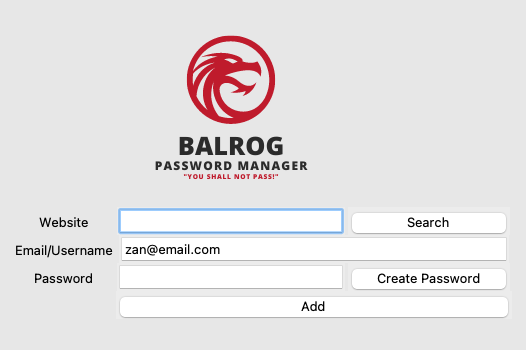 BALROG
PASSWORD MANAGER
"YOU SHALL NOT PASS!"
Website Search
Email/Username zan@email.com
Password Create Password
Add